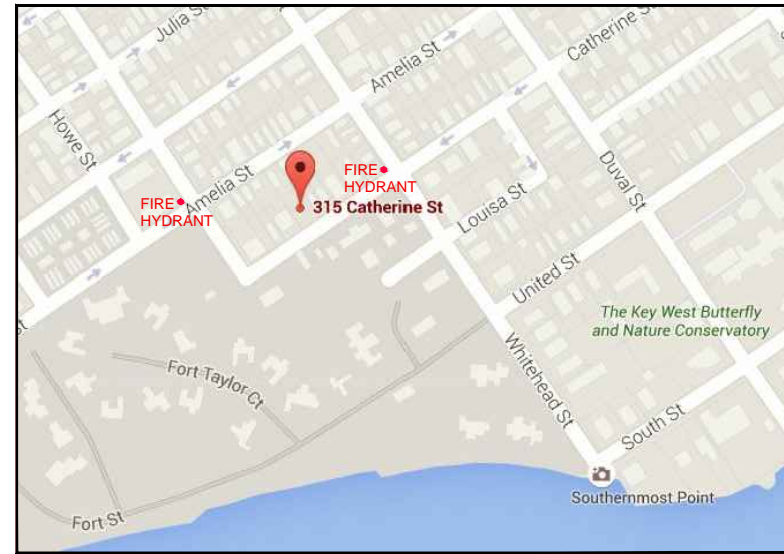 Julia St
Amelia St
Catherine St
Howe St
FIRE
HYDRANT
Amelia St
FIRE
HYDRANT
315 Catherine St
Duval St
Louisa St
United St
The Key West Butterfly
and Nature Conservatory
Whitehead St
Fort Taylor Ct
South St
Southernmost Point
Fort St
St